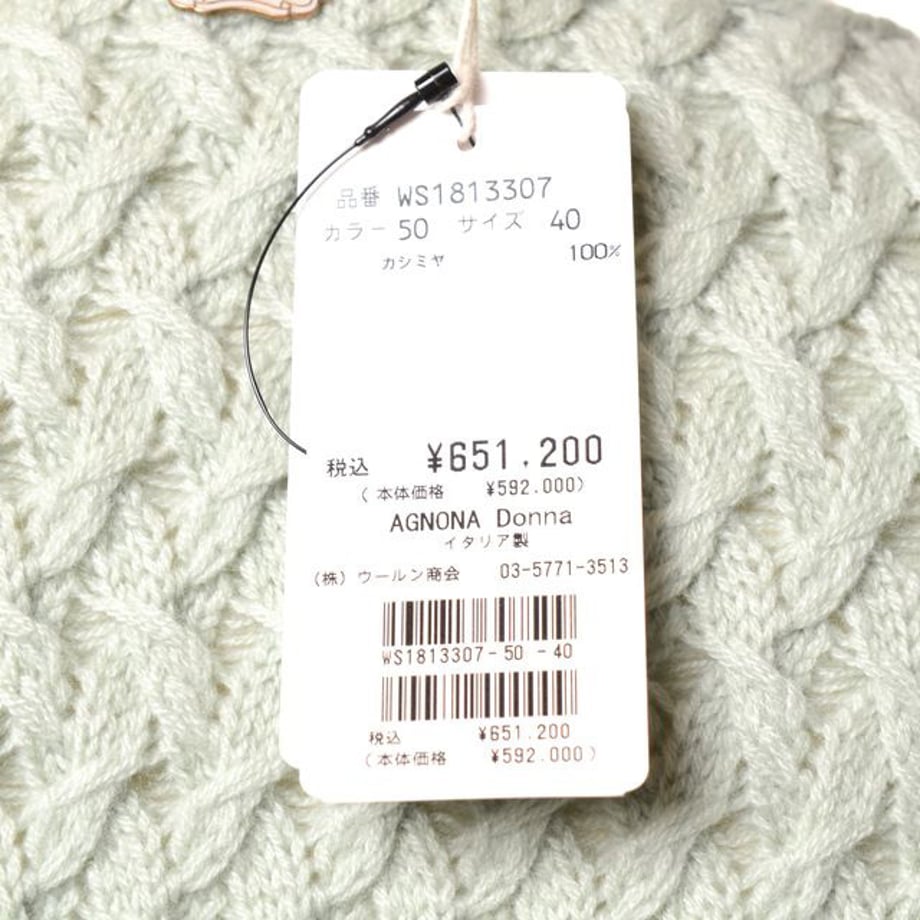 品番 WS1813307
カラー 50 サイズ 40
カシミヤ 100%
税込 ¥651.200
(本体価格 ¥592.000)
AGNONA Donna
イタリア製
(株)ウールン商会 03-5771-3513
WS1813307-50 -40
税込 ¥651.200
(本体価格 ¥592.000)